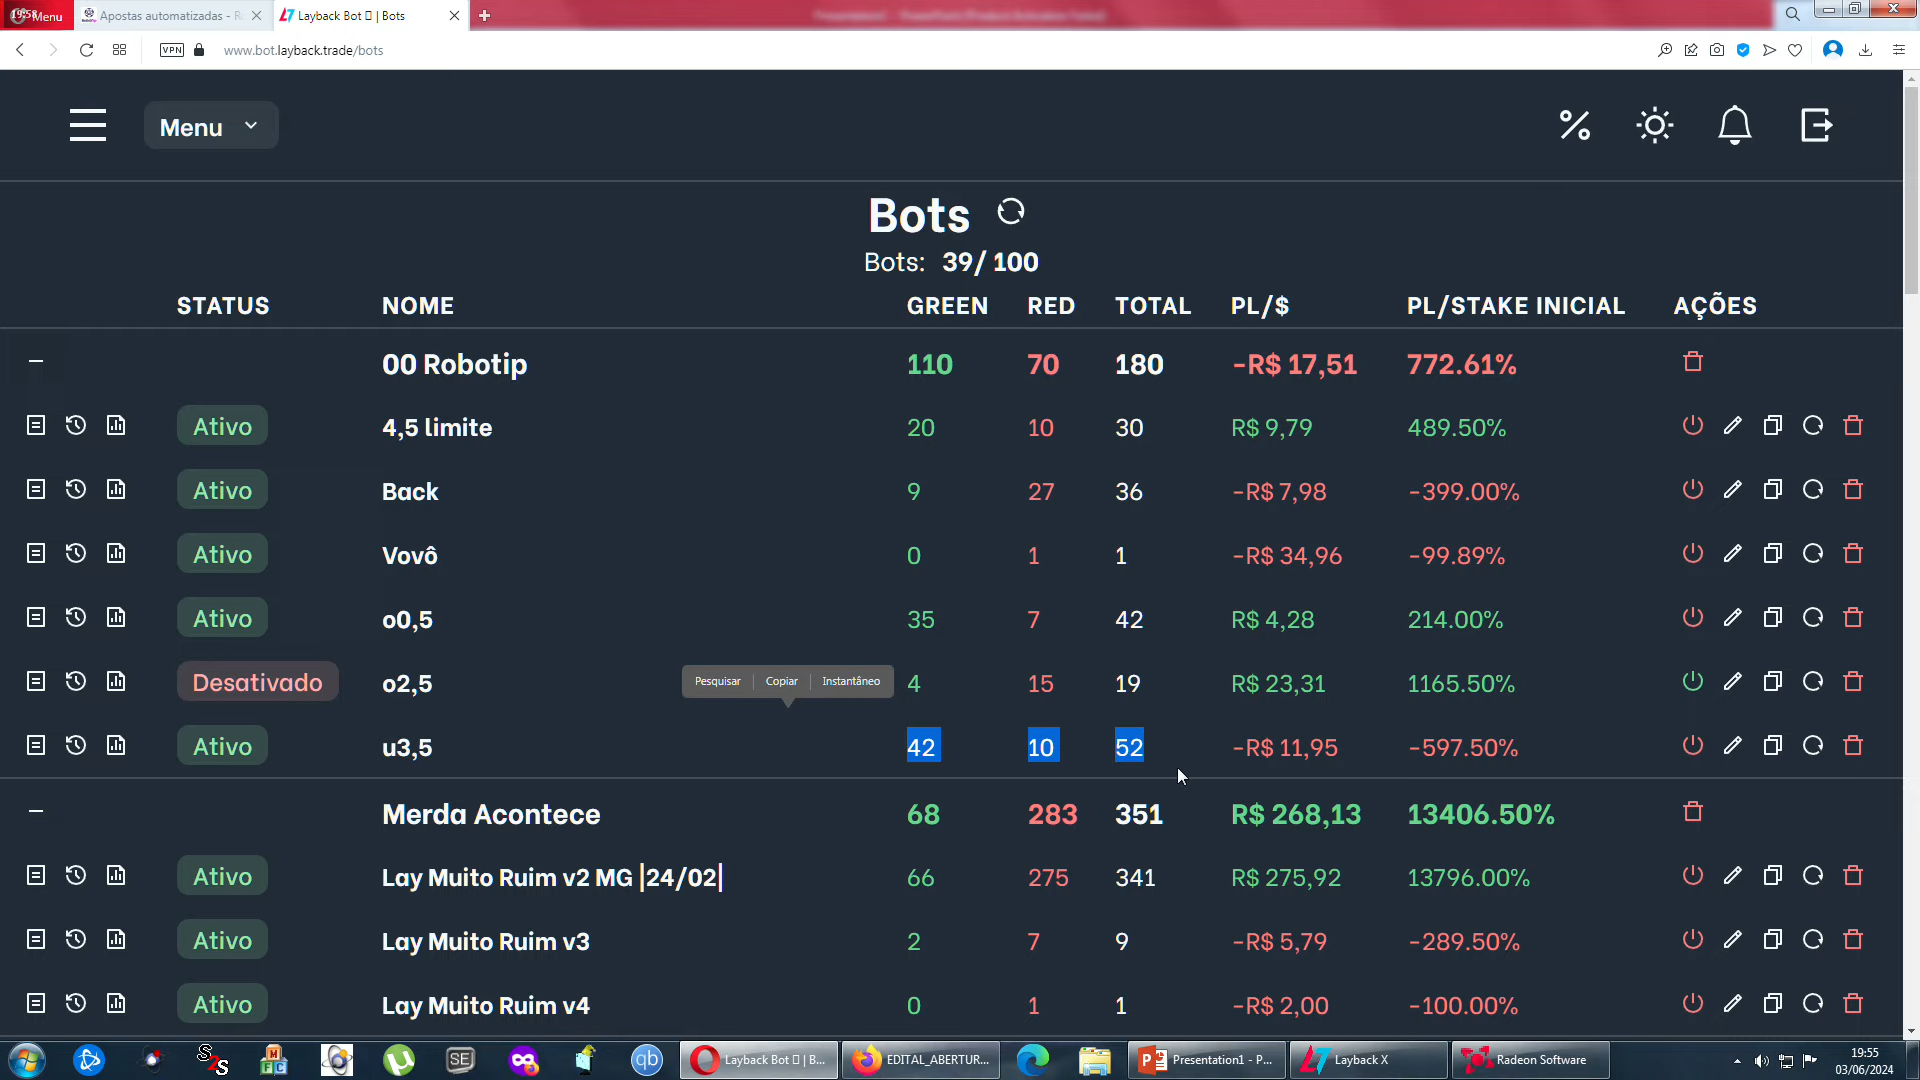 19:58 Menu
Apostas automatizadas - R
Layback Bot | Bots
VPN
www.bot.layback.trade/bots
Menu
Bots
Bots: 39/ 100
STATUS NOME GREEN RED TOTAL PL/$ PL/STAKE INICIAL AÇÕES
00 Robotip 110 70 180 -R$ 17,51 772.61%
Ativo 4,5 limite 20 10 30 R$ 9,79 489.50%
Ativo Back 9 27 36 -R$ 7,98 -399.00%
Ativo Vovô 0 1 1 -R$ 34,96 -99.89%
Ativo o0,5 35 7 42 R$ 4,28 214.00%
Desativado o2,5 4 15 19 R$ 23,31 1165.50%
Pesquisar Copiar Instantâneo
Ativo u3,5 42 10 52 -R$ 11,95 -597.50%
Merda Acontece 68 283 351 R$ 268,13 13406.50%
Ativo Lay Muito Ruim v2 MG |24/02| 66 275 341 R$ 275,92 13796.00%
Ativo Lay Muito Ruim v3 2 7 9 -R$ 5,79 -289.50%
Ativo Lay Muito Ruim v4 0 1 1 -R$ 2,00 -100.00%
Layback Bot | B...
EDITAL_ABERTUR...
Presentation1 - P...
Layback X
Radeon Software
19:55
03/06/2024